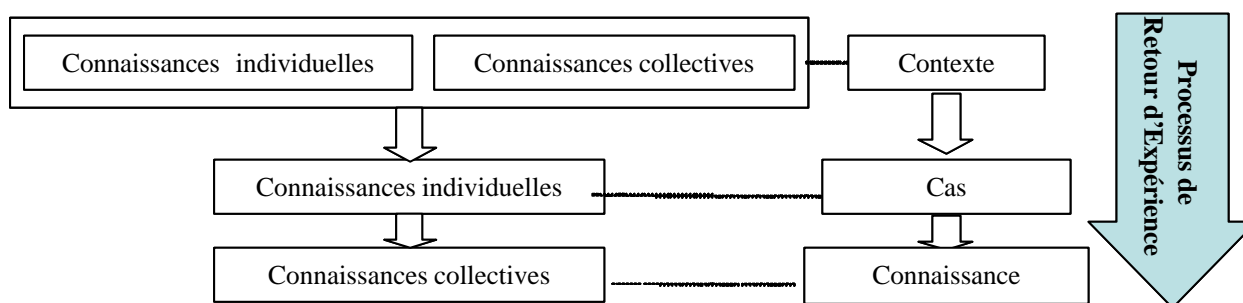 Connaissances individuelles
Connaissances collectives
Contexte
Connaissances individuelles
Cas
Connaissances collectives
Connaissance
Processus de
Retour d'Expérience